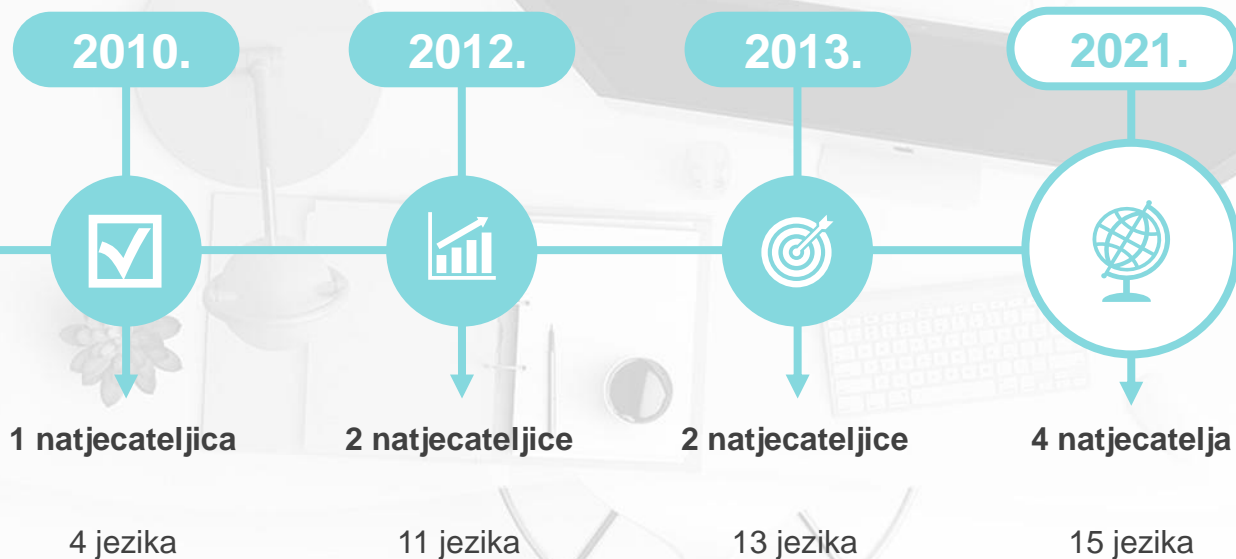 2010.
2012.
2013.
2021.
1 natjecateljica
2 natjecateljice
2 natjecateljice
4 natjecatelja
4 jezika
11 jezika
13 jezika
15 jezika